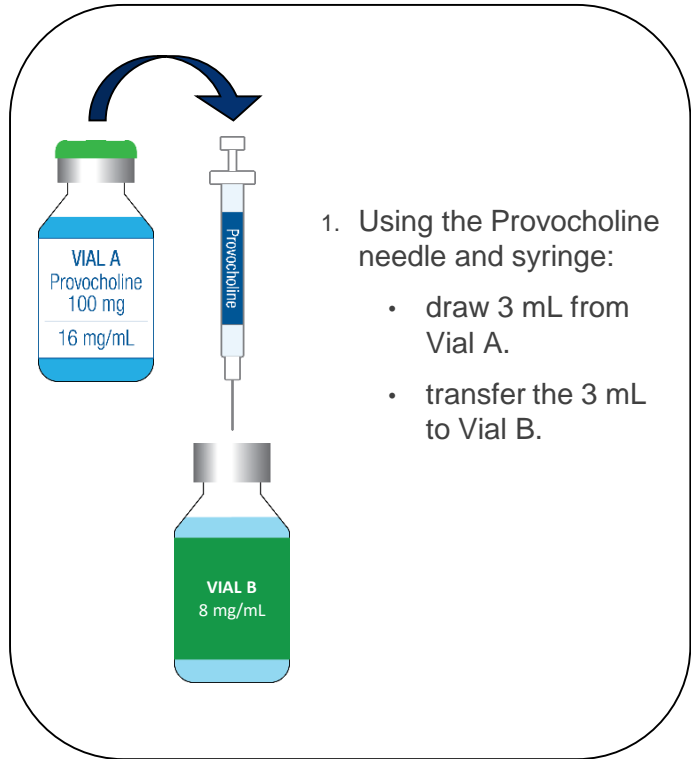 VIAL A
Provocholine
100 mg
16 mg/mL
Provocholine
1. Using the Provocholine
needle and syringe:
• draw 3 mL from
Vial A.
• transfer the 3 mL
to Vial B.
VIAL B
8 mg/mL